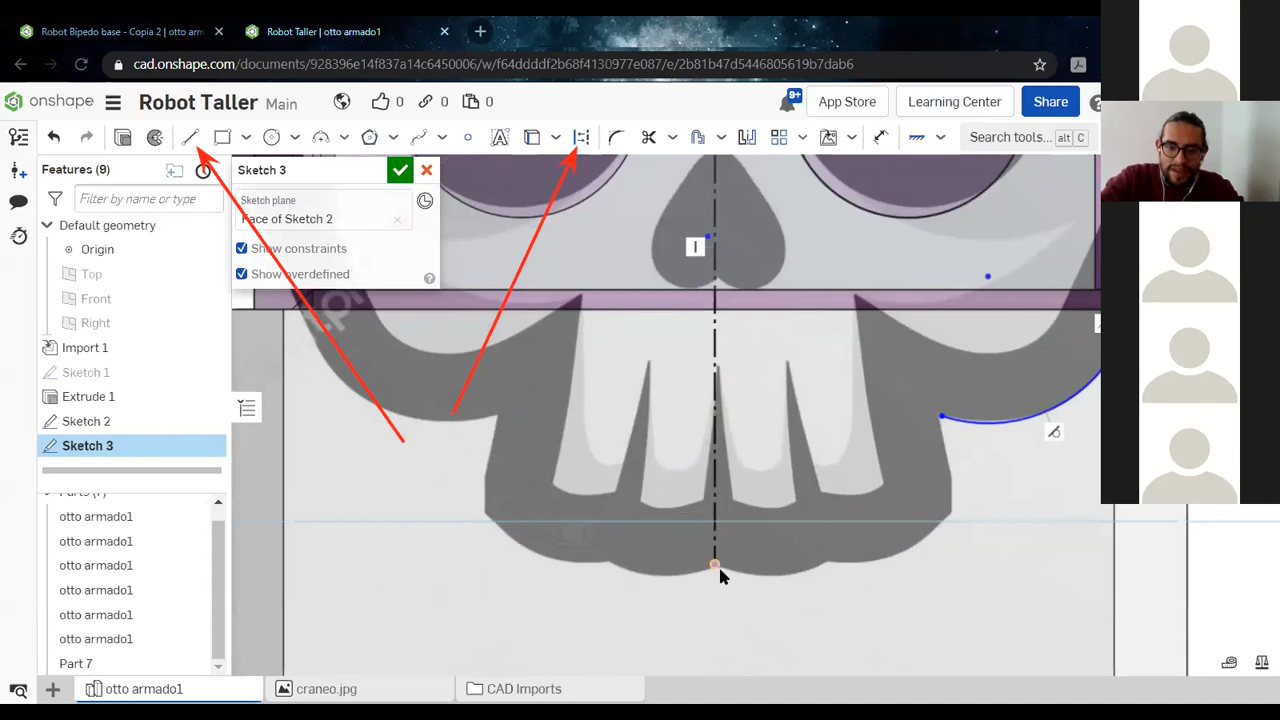 Robot Bipedo base - Copia 2 | otto arm
Robot Taller | otto armado1
cad.onshape.com/documents/928396e14f837a14c6450006/w/f64ddddf2b68f4130977e087/e/2b81b47d5446805619b7dab6
onshape
Robot Taller Main
0
0
0
9+
App Store
Learning Center
Share
Search tools...
alt
C
Features (9)
Filter by name or type
Default geometry
Origin
Top
Front
Right
Import 1
Sketch 1
Extrude 1
Sketch 2
Sketch 3
Sketch 3
Sketch plane
Face of Sketch 2
Show constraints
Show overdefined
Parts (7)
otto armado1
otto armado1
otto armado1
otto armado1
otto armado1
otto armado1
Part 7
otto armado1
craneo.jpg
CAD Imports